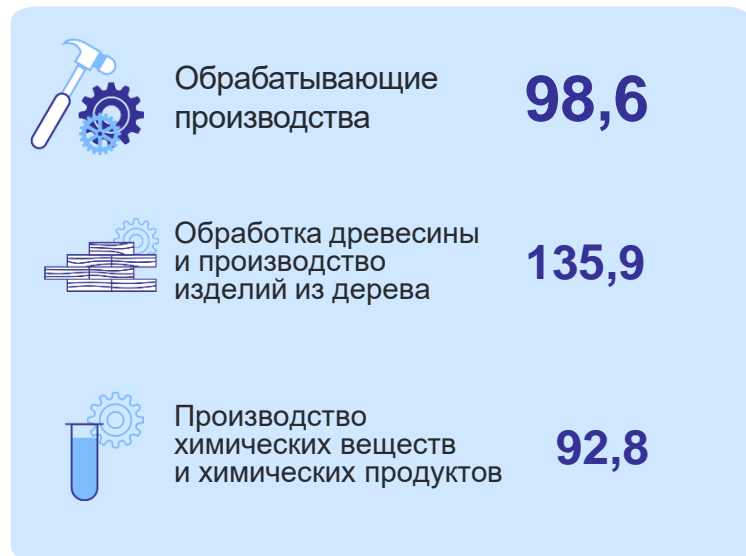 Обрабатывающие
производства
98,6
Обработка древесины
и производство
изделий из дерева
135,9
Производство
химических веществ
и химических продуктов
92,8